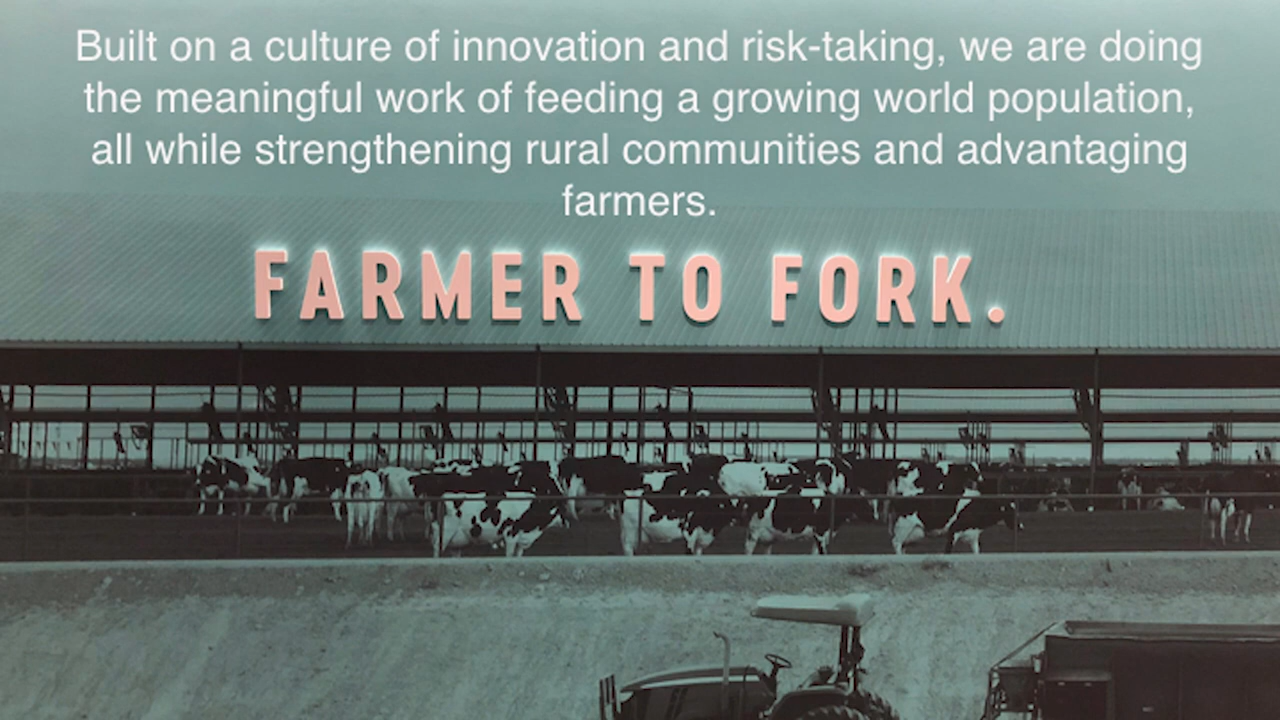 Built on a culture of innovation and risk-taking, we are doing
the meaningful work of feeding a growing world population,
all while strengthening rural communities and advantaging
farmers.
FARMER TO FORK.